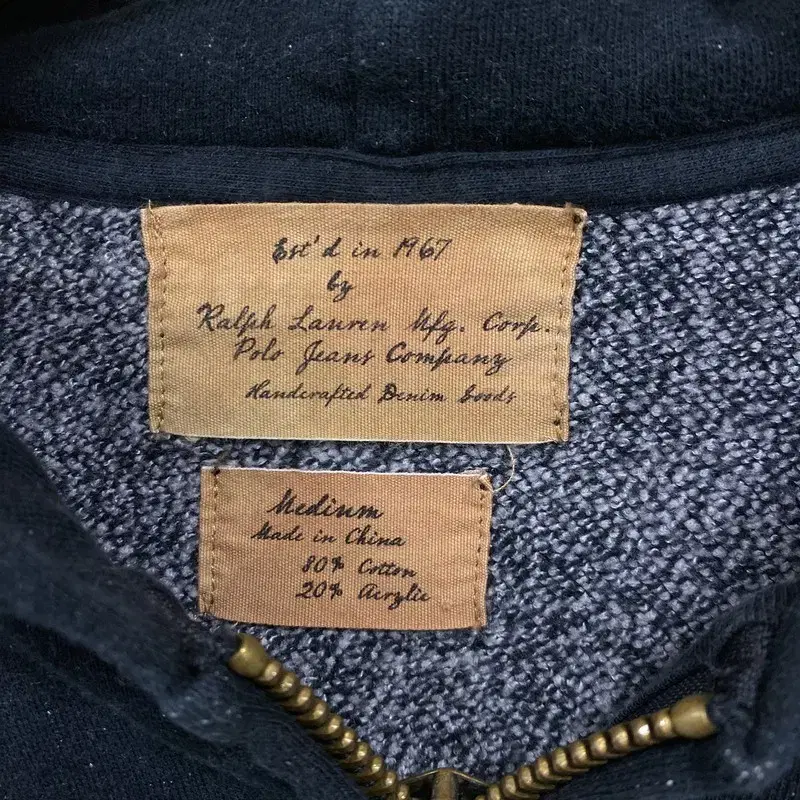 Est'd in 1967
by
Ralph Lauren Mfg. Corp.
Polo Jeans Company
Handcrafted Denim Goods
Medium
Made in China
80% Cotton
20% Acrylic